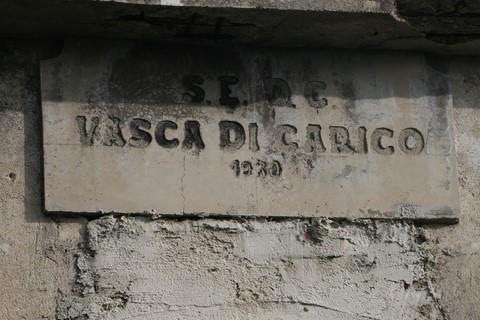 S.E.D.C.
VASCA DI CARICO
1930